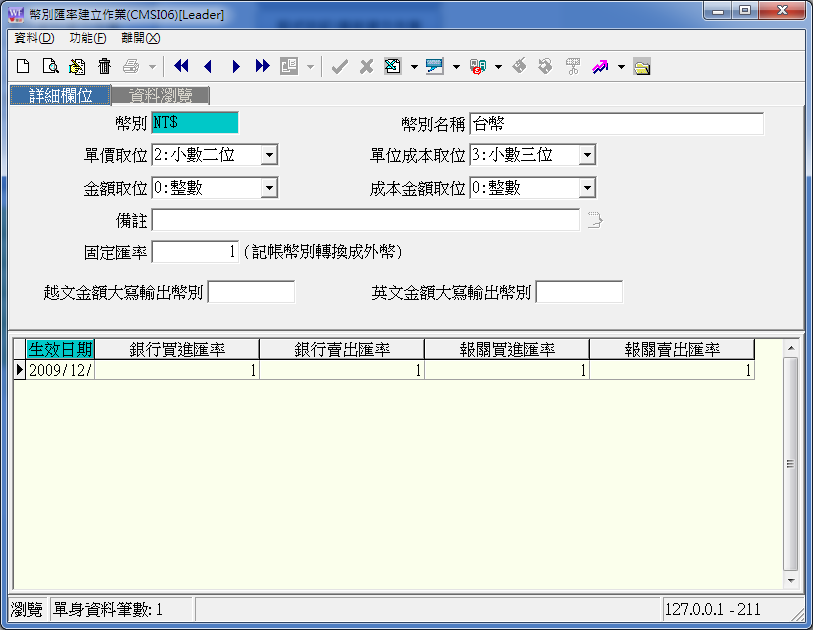 幣別匯率建立作業(CMSI06)[Leader]
資料(D) 功能(F) 離開(X)
詳細欄位 資料瀏覽
幣別 NT$ 幣別名稱 台幣
單價取位 2:小數二位 單位成本取位 3:小數三位
金額取位 0:整數 成本金額取位 0:整數
備註
固定匯率 1 (記帳幣別轉換成外幣)
越文金額大寫輸出幣別 英文金額大寫輸出幣別
生效日期 銀行買進匯率 銀行賣出匯率 報關買進匯率 報關賣出匯率
2009/12/ 1 1 1 1
瀏覽 單身資料筆數: 1 127.0.0.1 - 211